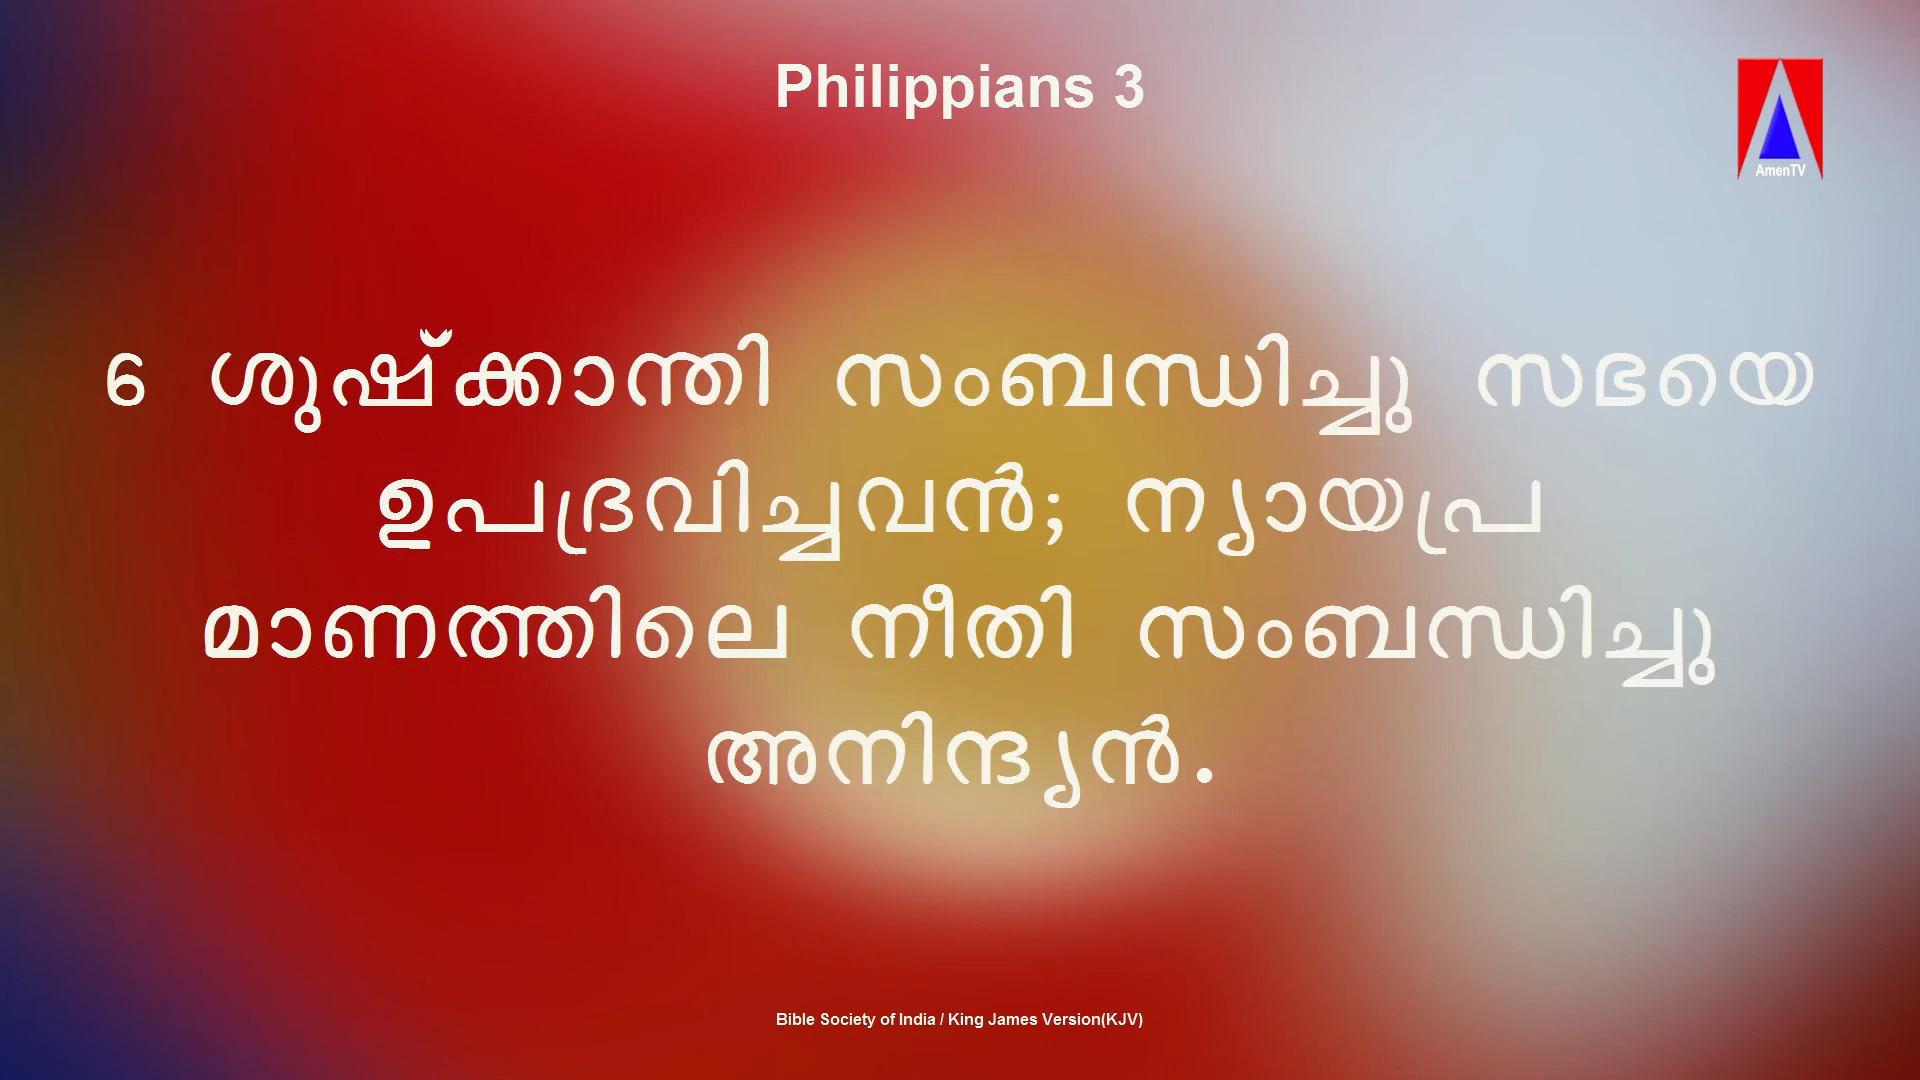 Philippians 3
AmenTV
6 ശുഷ്ക്കാന്തി സംബന്ധിച്ചു സഭയെ
ഉപദ്രവിച്ചവൻ; ന്യായപ്ര
മാണത്തിലെ നീതി സംബന്ധിച്ചു
അനിന്ദ്യൻ.
Bible Society of India / King James Version(KJV)